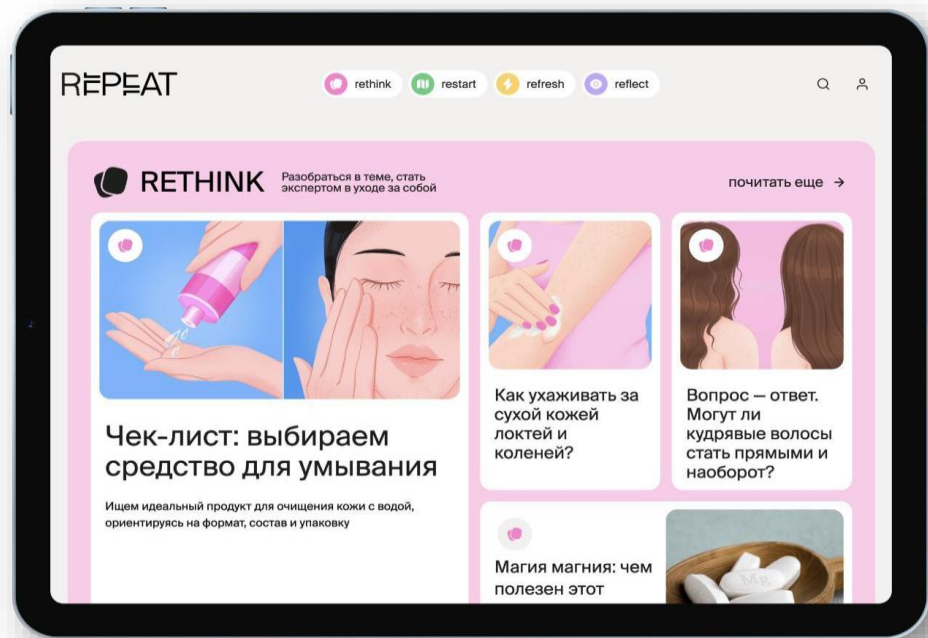 REPEAT
rethink
restart
refresh
reflect
RETHINK
Разобраться в теме, стать
экспертом в уходе за собой
почитать еще →
Чек-лист: выбираем
средство для умывания
Ищем идеальный продукт для очищения кожи с водой,
ориентируясь на формат, состав и упаковку
Как ухаживать за
сухой кожей
локтей и
коленей?
Вопрос — ответ.
Могут ли
кудрявые волосы
стать прямыми и
наоборот?
Магия магния: чем
полезен этот
Mg